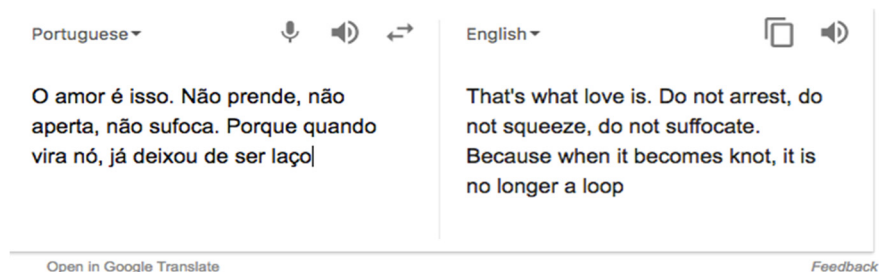 Portuguese
English
O amor é isso. Não prende, não
aperta, não sufoca. Porque quando
vira nó, já deixou de ser laço
That's what love is. Do not arrest, do
not squeeze, do not suffocate.
Because when it becomes knot, it is
no longer a loop
Open in Google Translate
Feedback